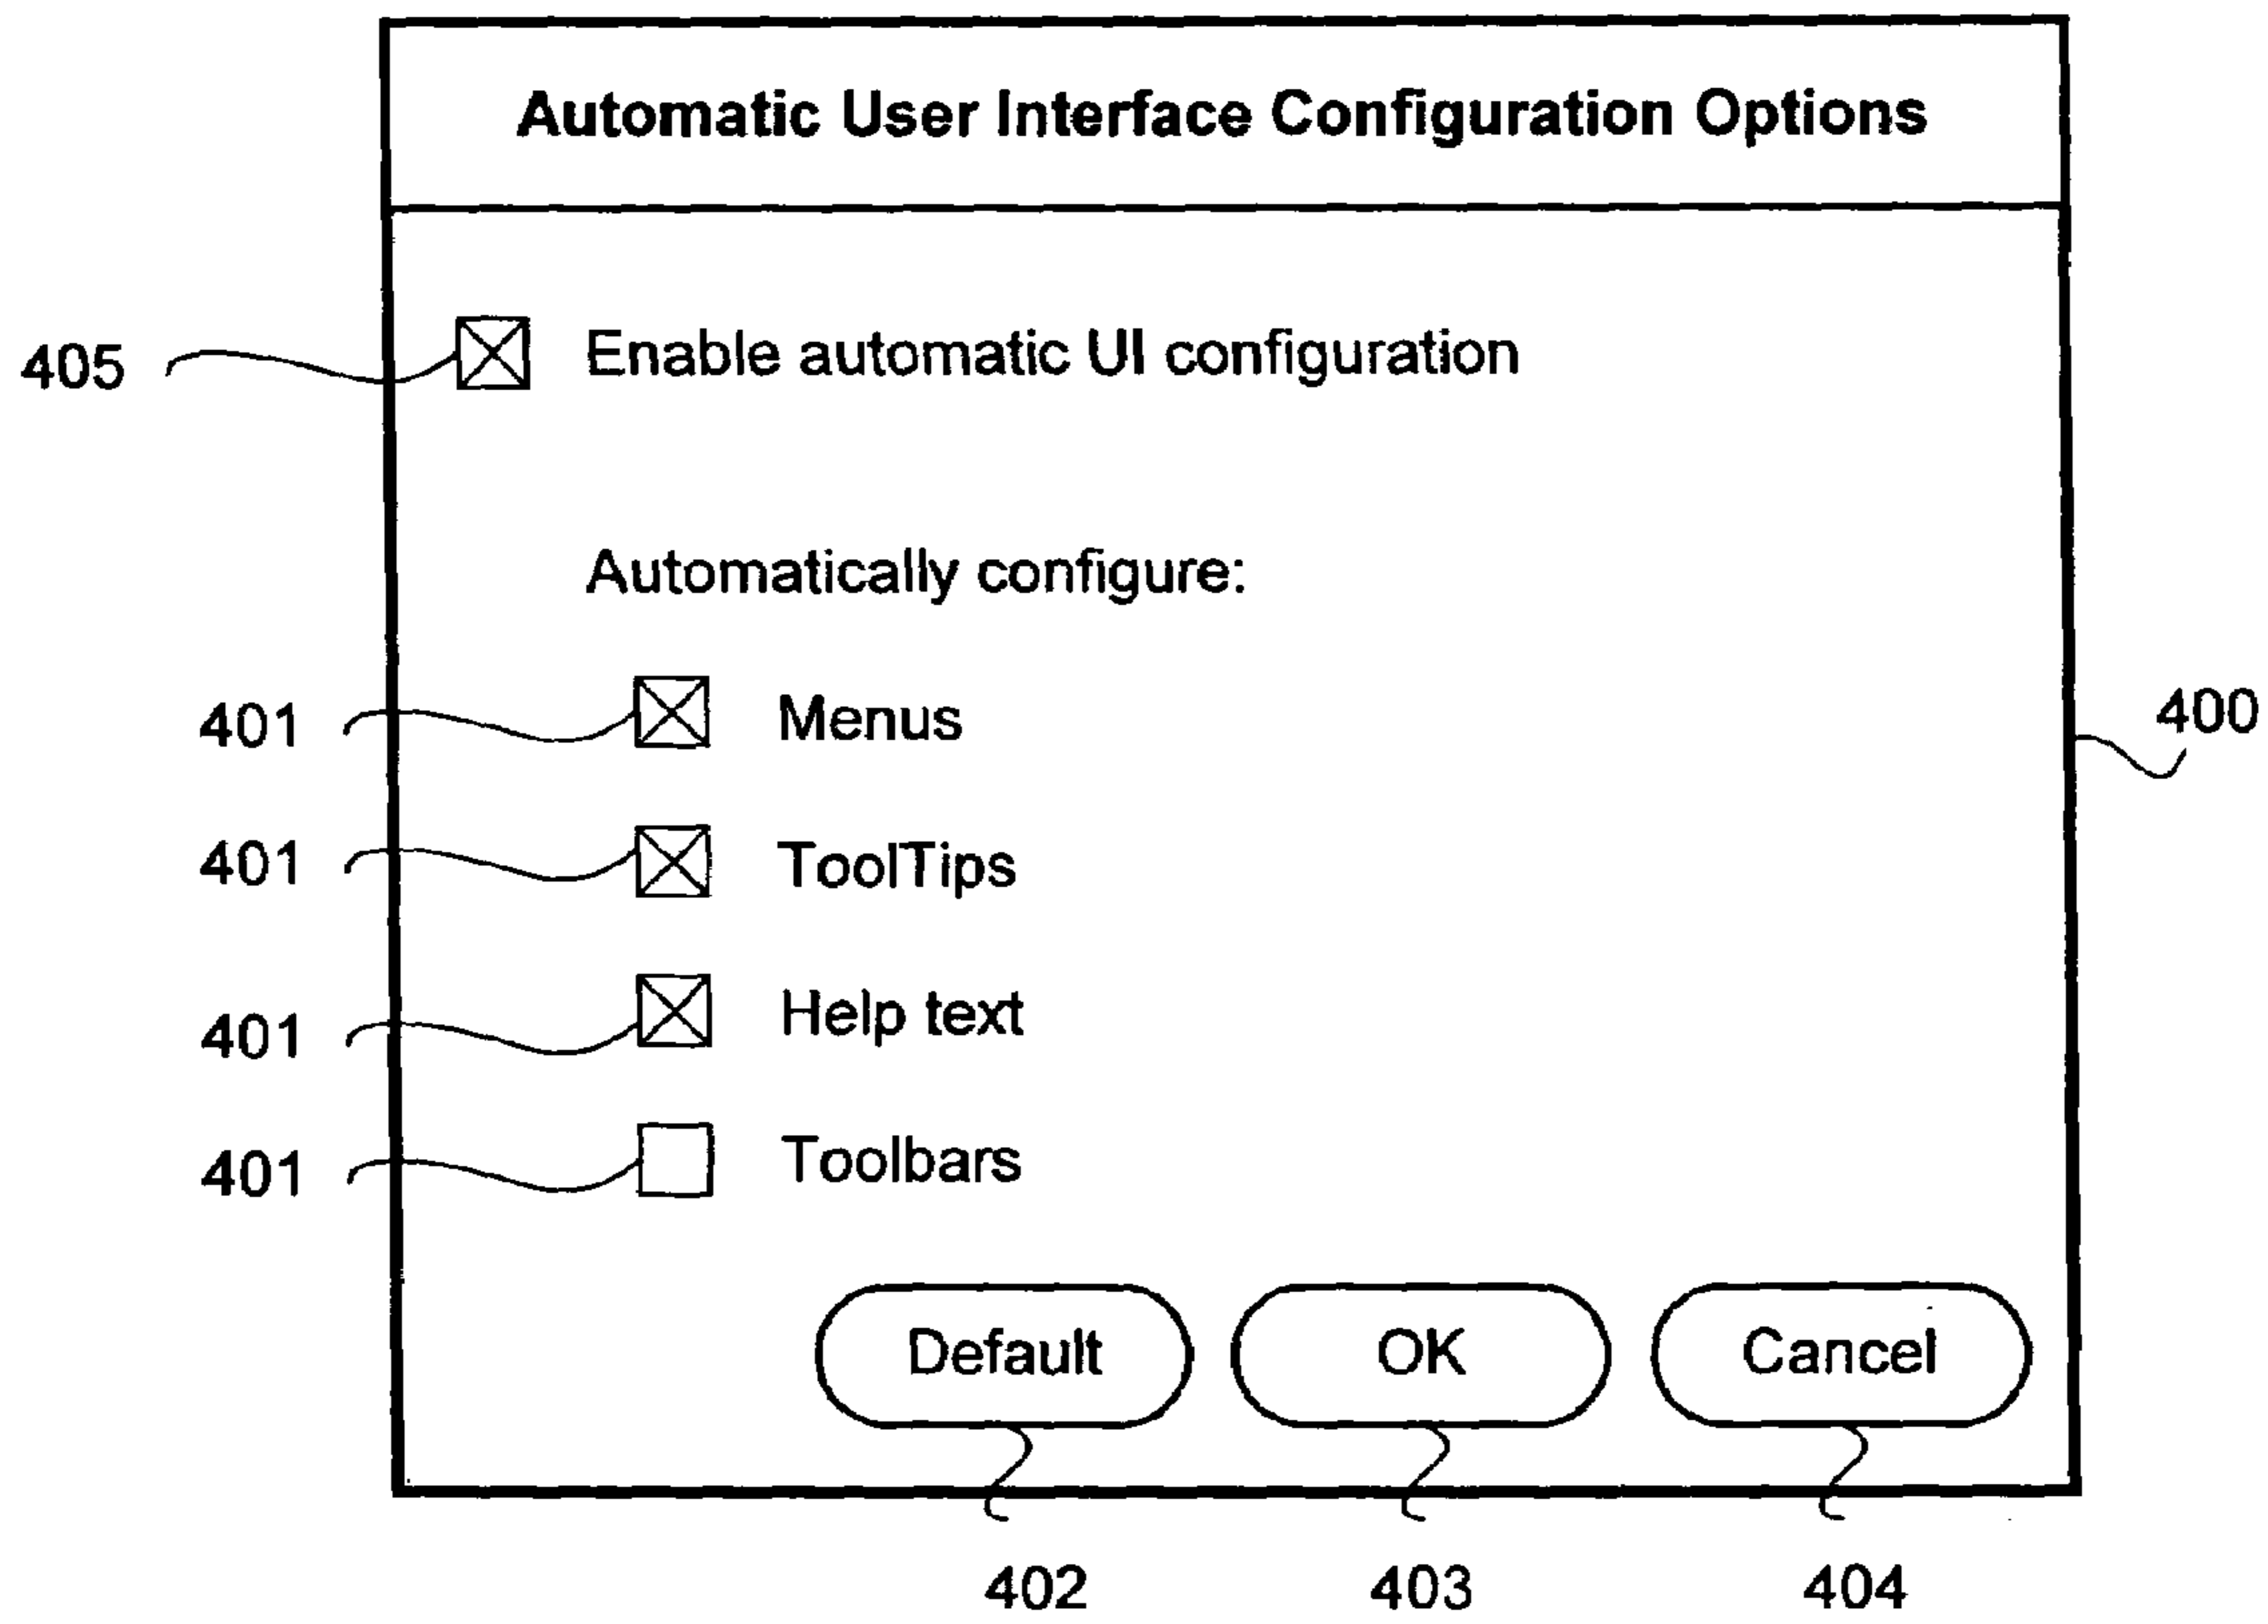 Automatic User Interface Configuration Options
405 Enable automatic UI configuration
Automatically configure:
401 Menus
400
401 ToolTips
401 Help text
401 Toolbars
Default OK Cancel
402 403 404